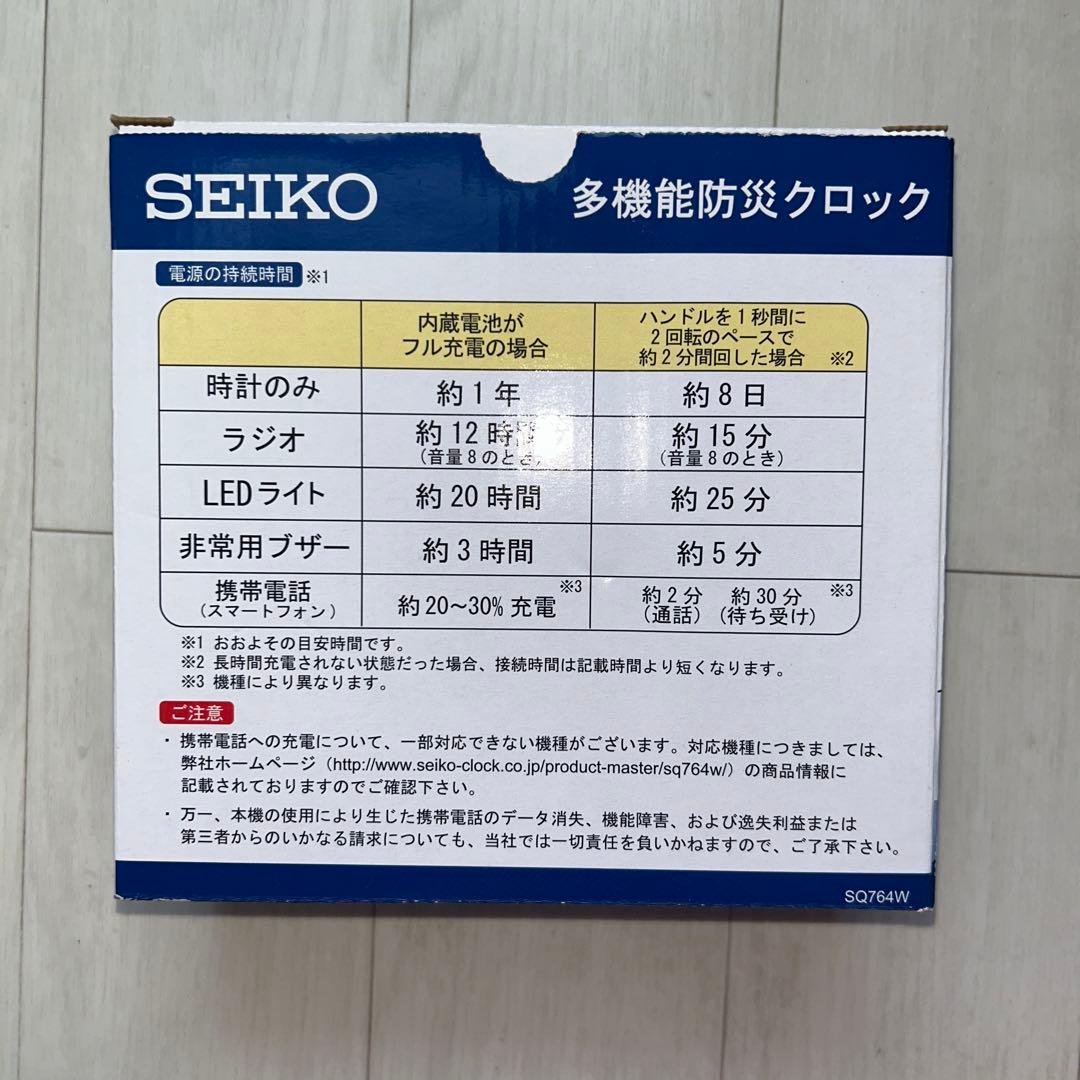 SEIKO 多機能防災クロック
電源の持続時間 ※1
内蔵電池が
フル充電の場合
ハンドルを1秒間に
2回転のペースで
約2分間回した場合 ※2
時計のみ 約1年 約8日
ラジオ 約12時間 約15分
(音量8のとき) (音量8のとき)
LEDライト 約20時間 約25分
非常用ブザー 約3時間 約5分
携帯電話 約20〜30%充電 ※3 約2分 約30分 ※3
(スマートフォン) (通話) (待ち受け)
※1 おおよその目安時間です。
※2 長時間充電されない状態だった場合、接続時間は記載時間より短くなります。
※3 機種により異なります。
ご注意
・携帯電話への充電について、一部対応できない機種がございます。対応機種につきましては、
弊社ホームページ(http://www.seiko-clock.co.jp/product-master/sq764w/)の商品情報に
記載されておりますのでご確認下さい。
・万一、本機の使用により生じた携帯電話のデータ消失、機能障害、および逸失利益または
第三者からのいかなる請求についても、当社では一切責任を負いかねますので、ご了承下さい。
SQ764W